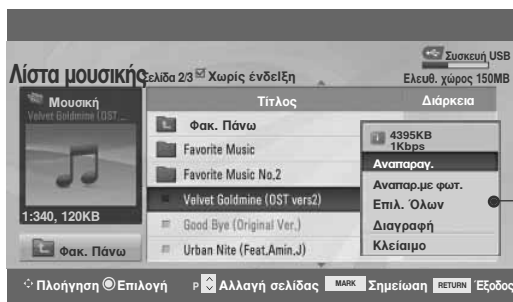 Συσκευή USB
Λίστα μουσικής Σελίδα 2/3 Χωρίς ένδειξη Ελευθ. χώρος 150MB
Μουσική Τίτλος Διάρκεια
Velvet Goldmine (OST ...
Φακ. Πάνω
Favorite Music
Favorite Music No,2
Velvet Goldmine (OST vers2)
Good Bye (Original Ver,)
Urban Nite (Feat,Amin,J)
4395KB
1Kbps
Αναπαραγ.
Αναπαρ.με φωτ.
Επιλ. Όλων
Διαγραφή
Κλείσιμο
1:340, 120KB
Φακ. Πάνω
Πλοήγηση Επιλογή P Αλλαγή σελίδας MARK Σημείωση RETURN Έξοδος